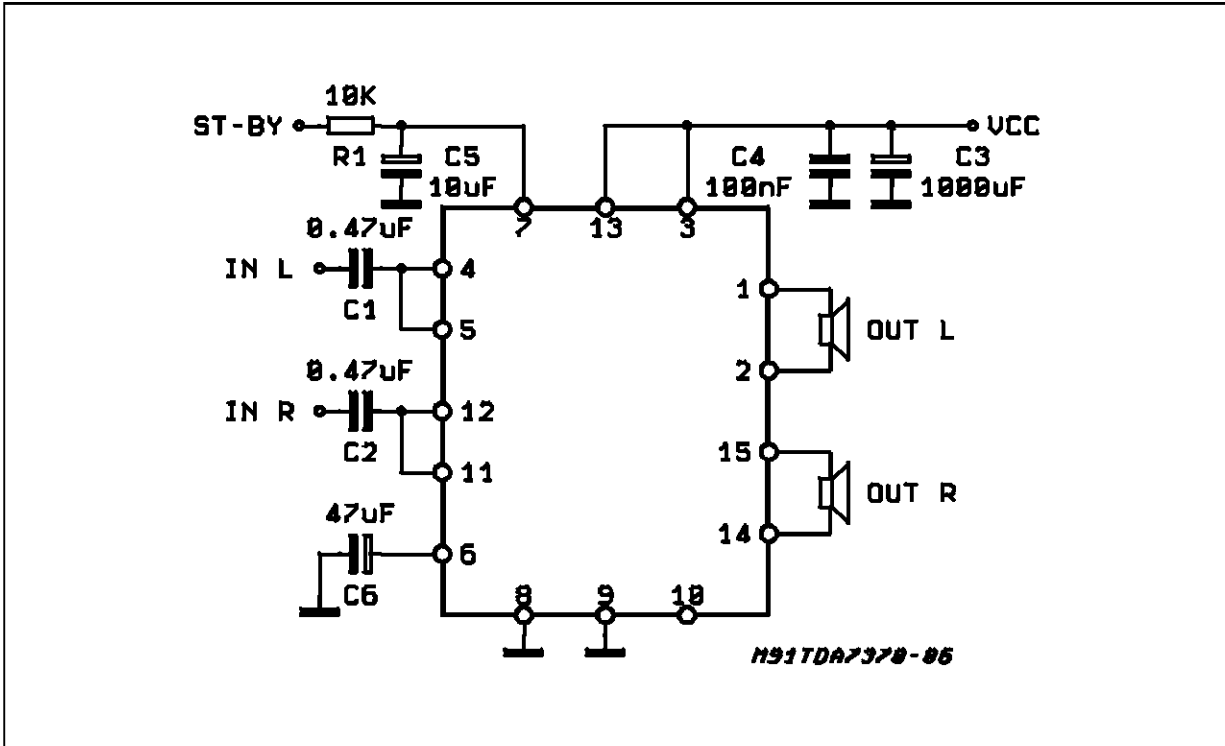 10K
ST-BY
VCC
R1
C5
10uF
C4
100nF
C3
1000uF
7
13
3
0.47uF
IN L
4
C1
5
1
OUT L
2
0.47uF
IN R
12
C2
11
15
OUT R
14
47uF
6
C6
8
9
10
M91TDA7370-06